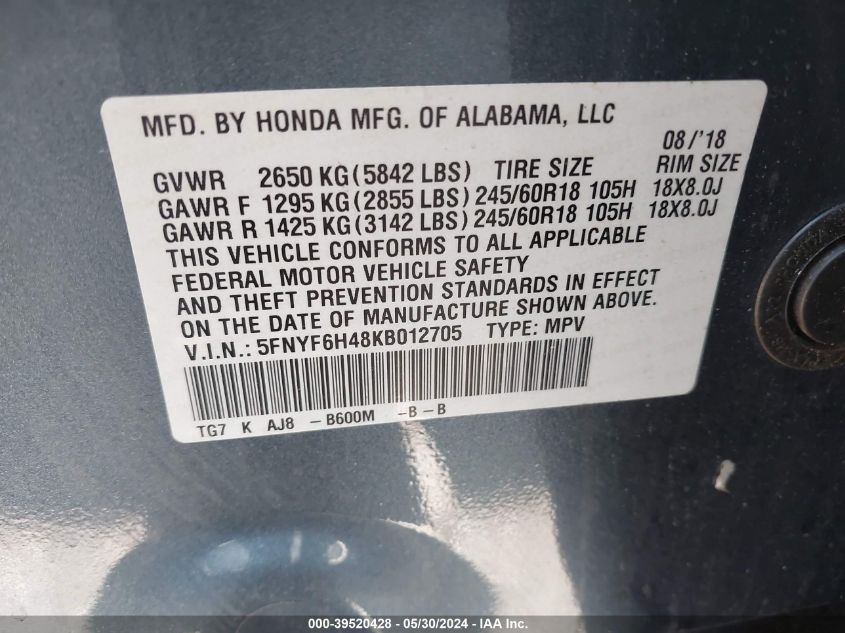 MFD. BY HONDA MFG. OF ALABAMA, LLC
08/'18
GVWR 2650 KG(5842 LBS) TIRE SIZE RIM SIZE
GAWR F 1295 KG(2855 LBS) 245/60R18 105H 18X8.0J
GAWR R 1425 KG(3142 LBS) 245/60R18 105H 18X8.0J
THIS VEHICLE CONFORMS TO ALL APPLICABLE
FEDERAL MOTOR VEHICLE SAFETY
AND THEFT PREVENTION STANDARDS IN EFFECT
ON THE DATE OF MANUFACTURE SHOWN ABOVE.
V.I.N.: 5FNYF6H48KB012705 TYPE: MPV
TG7 K AJ8 -B600M -B-B
000-39520428 - 05/30/2024 - IAA Inc.